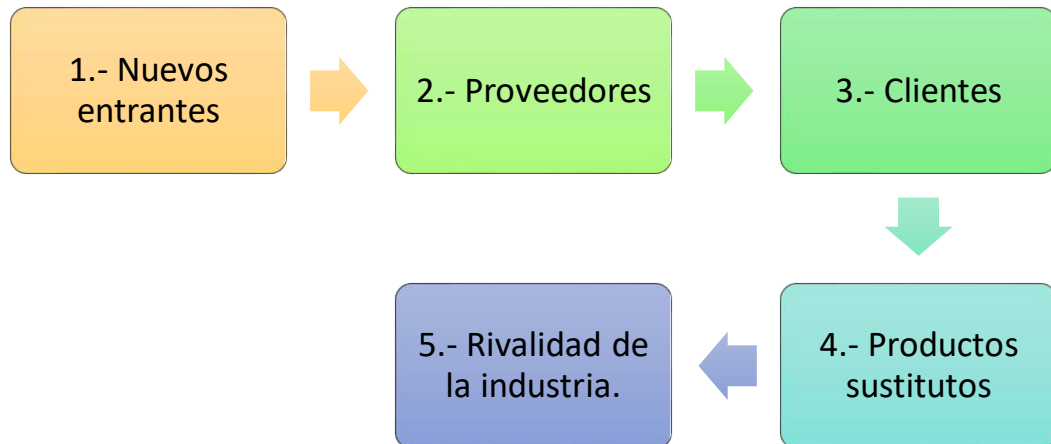 1.- Nuevos
entrantes
2.- Proveedores
3.- Clientes
4.- Productos
sustitutos
5.- Rivalidad de
la industria.